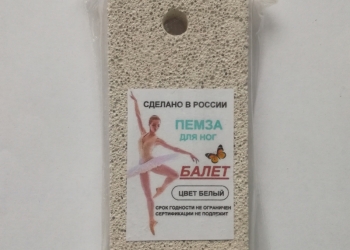 СДЕЛАНО В РОССИИ
ПЕМЗА
ДЛЯ НОГ
БАЛЕТ
ЦВЕТ БЕЛЫЙ
СРОК ГОДНОСТИ НЕ ОГРАНИЧЕН
СЕРТИФИКАЦИИ НЕ ПОДЛЕЖИТ